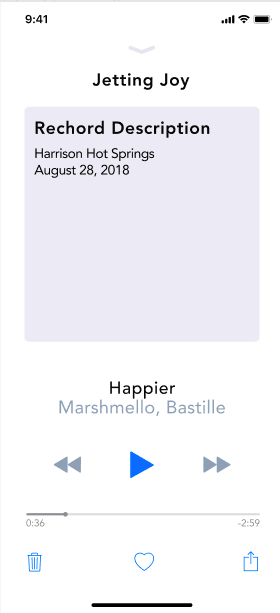 9:41
Jetting Joy
Rechord Description
Harrison Hot Springs
August 28, 2018
Happier
Marshmello, Bastille
0:36
-2:59